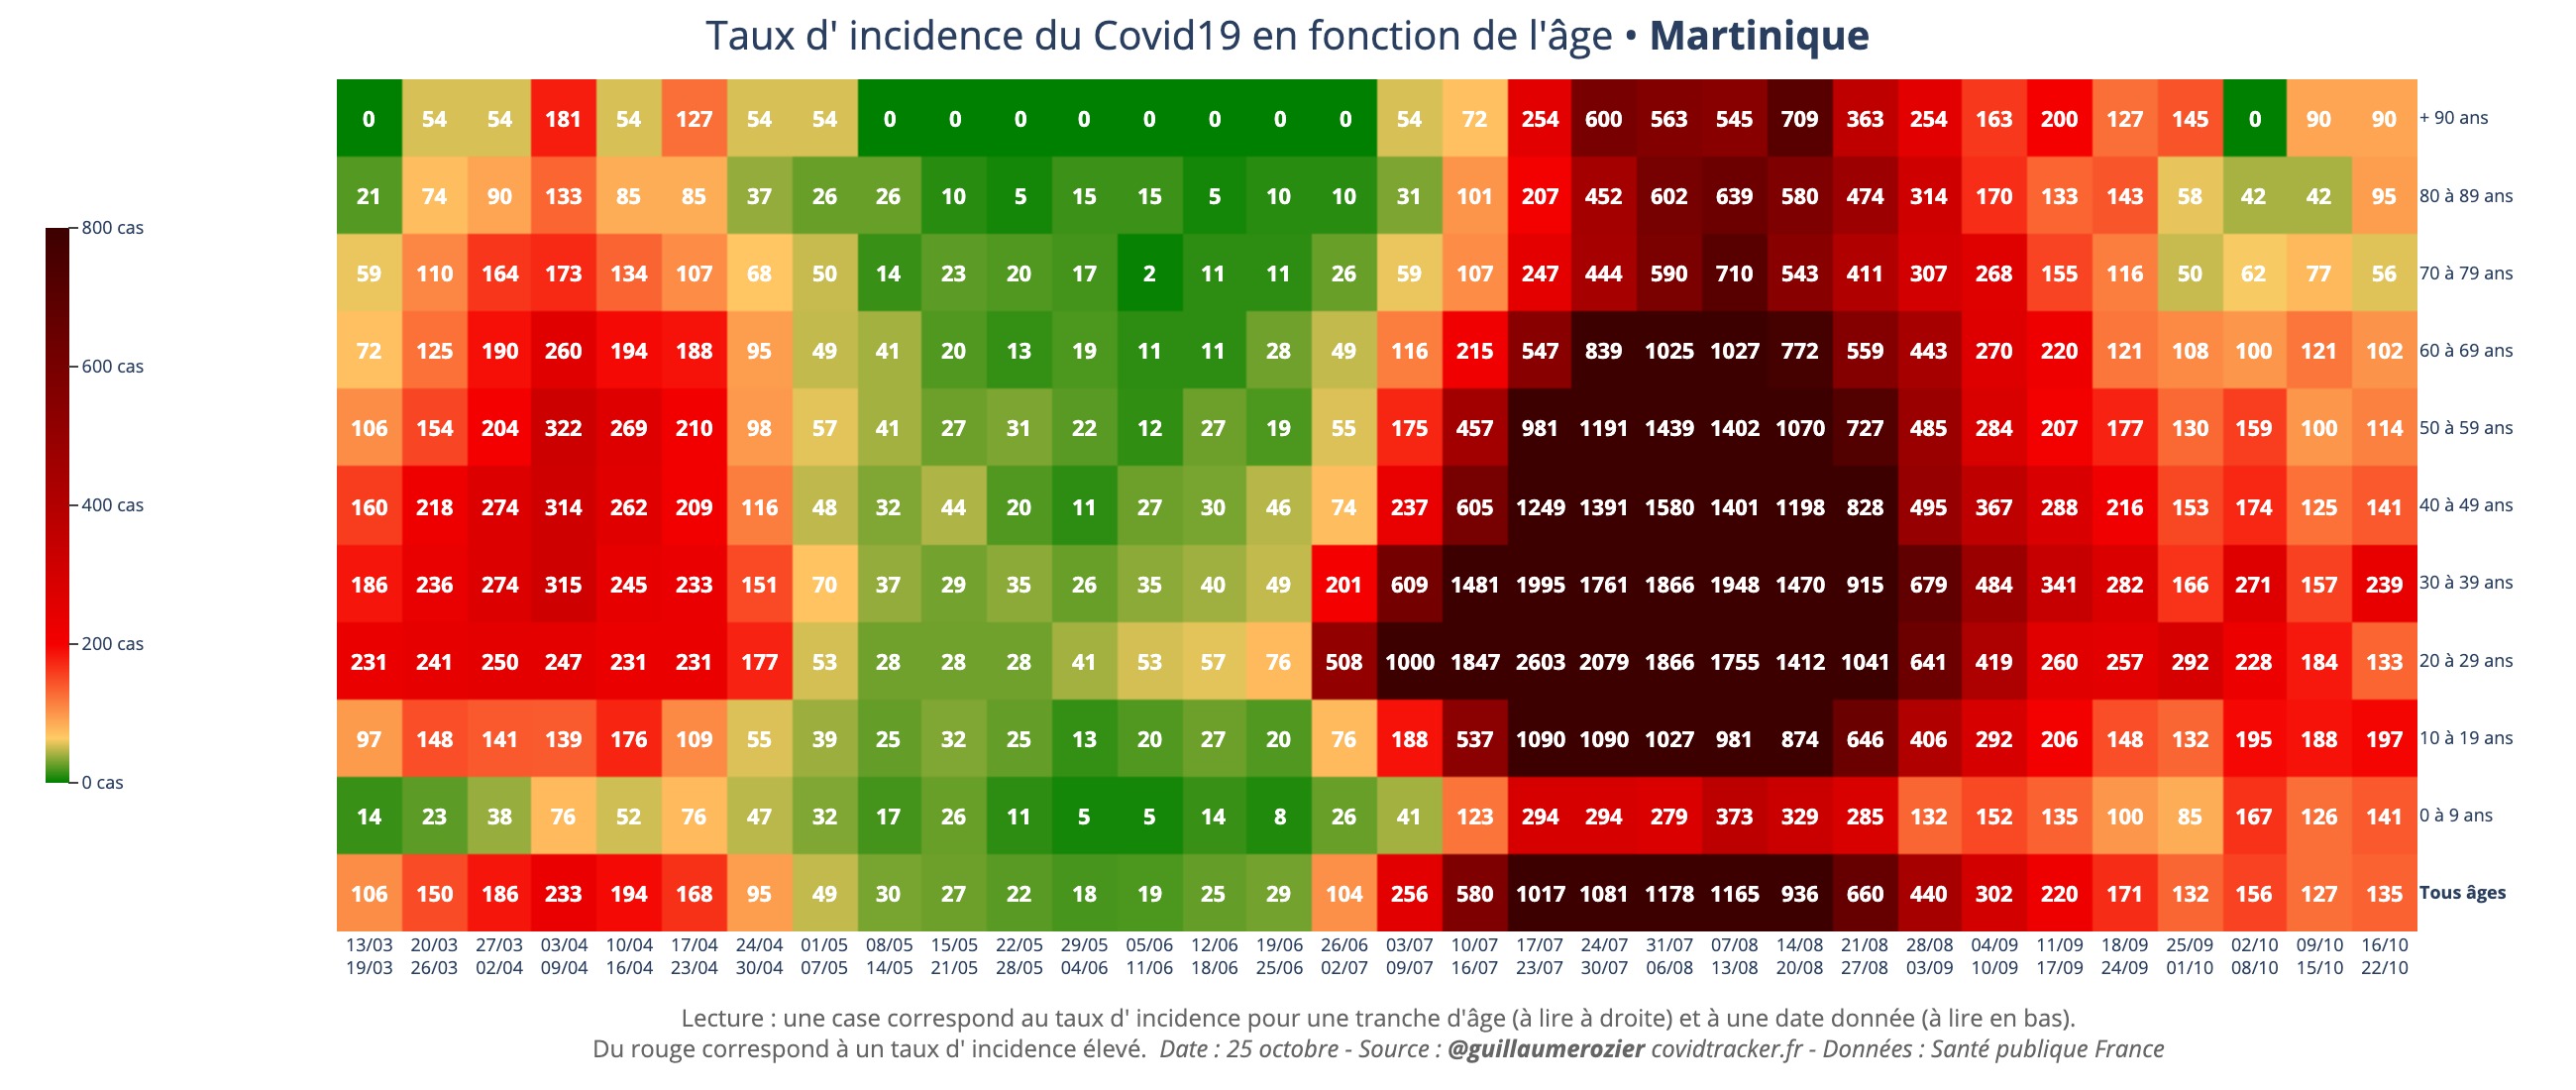 Taux d' incidence du Covid19 en fonction de l'âge • Martinique
0 54 54 181 54 127 54 54 0 0 0 0 0 0 0 0 54 72 254 600 563 545 709 363 254 163 200 127 145 0 90 90 + 90 ans
21 74 90 133 85 85 37 26 26 10 5 15 15 5 10 10 31 101 207 452 602 639 580 474 314 170 133 143 58 42 42 95 80 à 89 ans
800 cas
59 110 164 173 134 107 68 50 14 23 20 17 2 11 11 26 59 107 247 444 590 710 543 411 307 268 155 116 50 62 77 56 70 à 79 ans
72 125 190 260 194 188 95 49 41 20 13 19 11 11 28 49 116 215 547 839 1025 1027 772 559 443 270 220 121 108 100 121 102 60 à 69 ans
600 cas
106 154 204 322 269 210 98 57 41 27 31 22 12 27 19 55 175 457 981 1191 1439 1402 1070 727 485 284 207 177 130 159 100 114 50 à 59 ans
400 cas
160 218 274 314 262 209 116 48 32 44 20 11 27 30 46 74 237 605 1249 1391 1580 1401 1198 828 495 367 288 216 153 174 125 141 40 à 49 ans
186 236 274 315 245 233 151 70 37 29 35 26 35 40 49 201 609 1481 1995 1761 1866 1948 1470 915 679 484 341 282 166 271 157 239 30 à 39 ans
200 cas
231 241 250 247 231 231 177 53 28 28 28 41 53 57 76 508 1000 1847 2603 2079 1866 1755 1412 1041 641 419 260 257 292 228 184 133 20 à 29 ans
97 148 141 139 176 109 55 39 25 32 25 13 20 27 20 76 188 537 1090 1090 1027 981 874 646 406 292 206 148 132 195 188 197 10 à 19 ans
0 cas
14 23 38 76 52 76 47 32 17 26 11 5 5 14 8 26 41 123 294 294 279 373 329 285 132 152 135 100 85 167 126 141 0 à 9 ans
106 150 186 233 194 168 95 49 30 27 22 18 19 25 29 104 256 580 1017 1081 1178 1165 936 660 440 302 220 171 132 156 127 135 Tous âges
13/03 20/03 27/03 03/04 10/04 17/04 24/04 01/05 08/05 15/05 22/05 29/05 05/06 12/06 19/06 26/06 03/07 10/07 17/07 24/07 31/07 07/08 14/08 21/08 28/08 04/09 11/09 18/09 25/09 02/10 09/10 16/10
19/03 26/03 02/04 09/04 16/04 23/04 30/04 07/05 14/05 21/05 28/05 04/06 11/06 18/06 25/06 02/07 09/07 16/07 23/07 30/07 06/08 13/08 20/08 27/08 03/09 10/09 17/09 24/09 01/10 08/10 15/10 22/10
Lecture : une case correspond au taux d' incidence pour une tranche d'âge (à lire à droite) et à une date donnée (à lire en bas).
Du rouge correspond à un taux d' incidence élevé. Date : 25 octobre - Source : @guillaumerozier covidtracker.fr - Données : Santé publique France